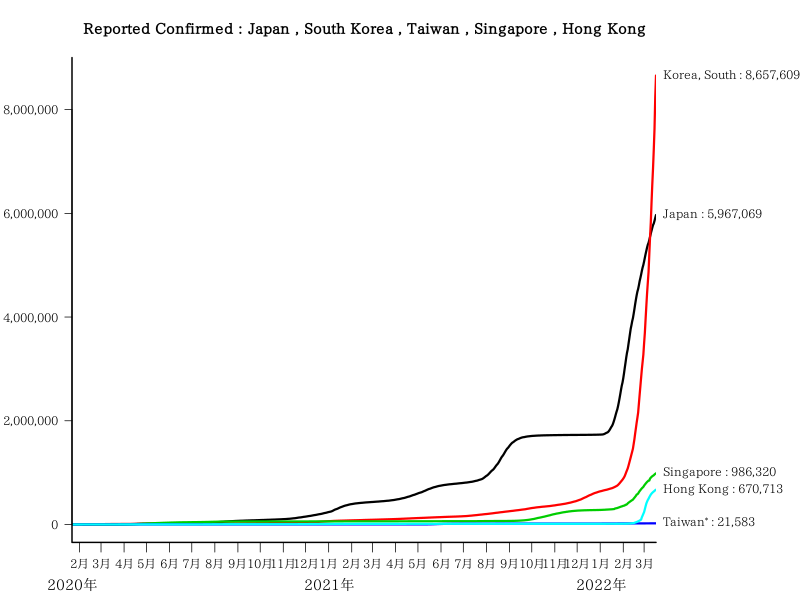 Reported Confirmed : Japan , South Korea , Taiwan , Singapore , Hong Kong
Korea, South : 8,657,609
8,000,000
6,000,000
Japan : 5,967,069
4,000,000
2,000,000
Singapore : 986,320
Hong Kong : 670,713
Taiwan* : 21,583
0
2月 3月 4月 5月 6月 7月 8月 9月 10月 11月 12月 1月 2月 3月 4月 5月 6月 7月 8月 9月 10月 11月 12月 1月 2月 3月
2020年 2021年 2022年